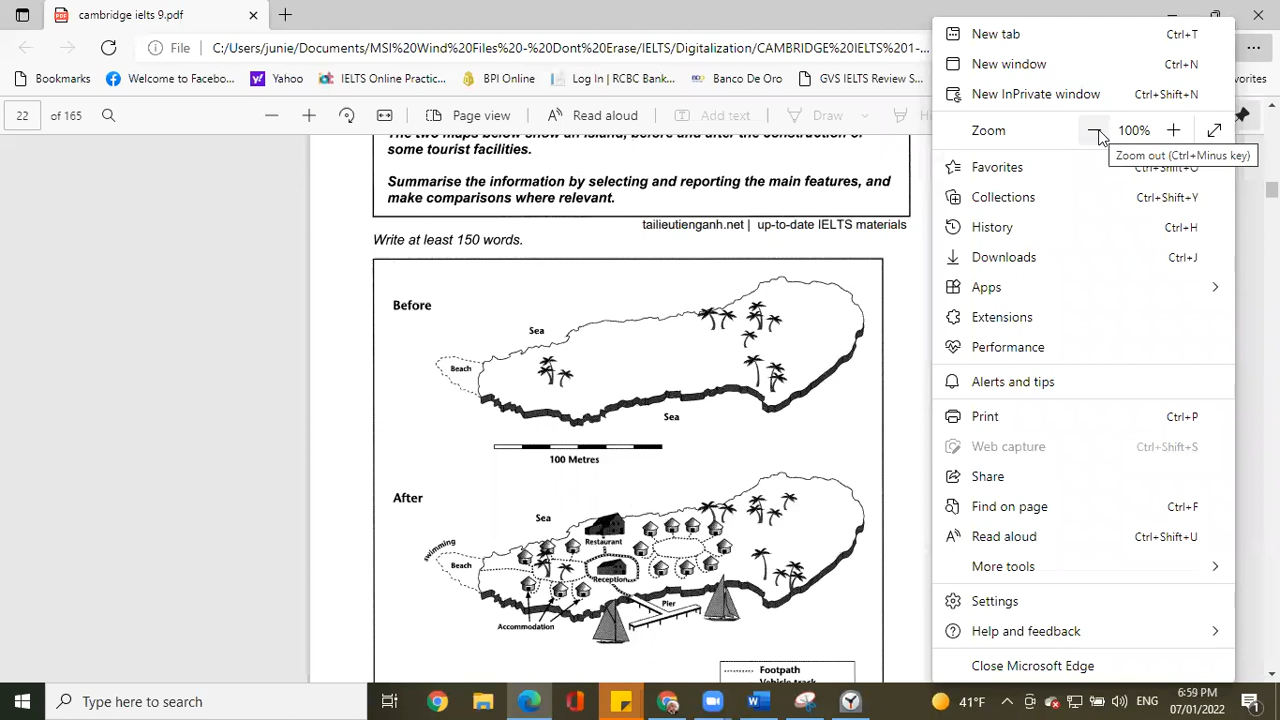 cambridge ielts 9.pdf
File
C:/Users/junie/Documents/MSI%20Wind%20Files%20-%20Dont%20Erase/IELTS/Digitalization/CAMBRIDGE%20IELTS%201-...
Bookmarks
Welcome to Facebo...
Yahoo
IELTS Online Practic...
BPI Online
Log In | RCBC Bank...
Banco De Oro
GVS IELTS Review S...
vorites
22 of 165
Page view
Read aloud
Add text
Draw
some tourist facilities.
Summarise the information by selecting and reporting the main features, and
make comparisons where relevant.
tailieutienganh.net | up-to-date IELTS materials
Write at least 150 words.
Before
Sea
Beach
Sea
100 Metres
After
Sea
swimming
Beach
Restaurant
Reception
Pier
Accommodation
Footpath
Vehicle track
New tab Ctrl+T
New window Ctrl+N
New InPrivate window Ctrl+Shift+N
Zoom 100%
Zoom out (Ctrl+Minus key)
Favorites Ctrl+Shift+O
Collections Ctrl+Shift+Y
History Ctrl+H
Downloads Ctrl+J
Apps
Extensions
Performance
Alerts and tips
Print Ctrl+P
Web capture Ctrl+Shift+S
Share
Find on page Ctrl+F
Read aloud Ctrl+Shift+U
More tools
Settings
Help and feedback
Close Microsoft Edge
Type here to search
41°F
ENG
6:59 PM
07/01/2022
1